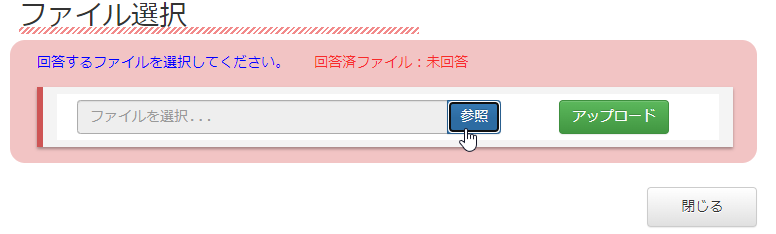 ファイル選択
回答するファイルを選択してください。 回答済ファイル：未回答
ファイルを選択... 参照 アップロード
閉じる